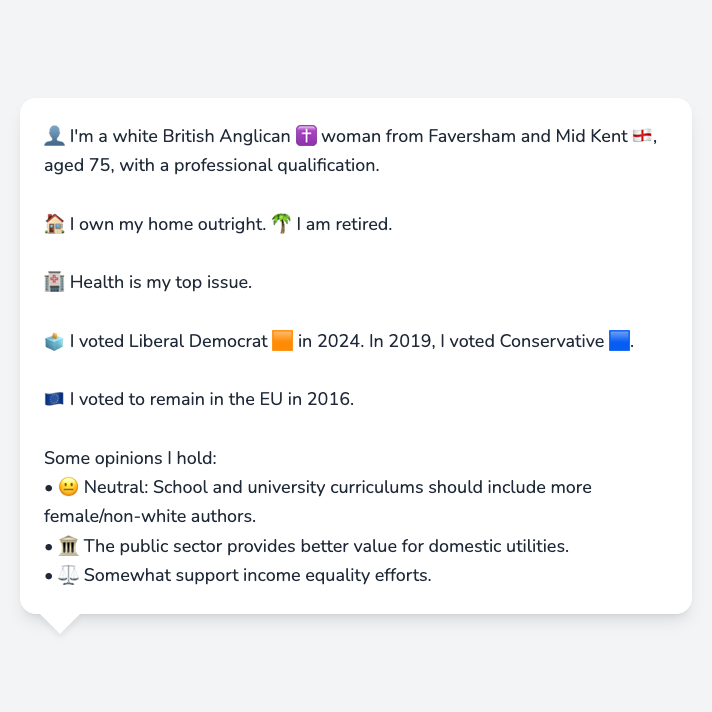 👤 I'm a white British Anglican ✝️ woman from Faversham and Mid Kent 🏴󠁧󠁢󠁥󠁮󠁧󠁿,
aged 75, with a professional qualification.
🏠 I own my home outright. 🌴 I am retired.
🏥 Health is my top issue.
🗳️ I voted Liberal Democrat 🟧 in 2024. In 2019, I voted Conservative 🟦.
🇪🇺 I voted to remain in the EU in 2016.
Some opinions I hold:
• 😐 Neutral: School and university curriculums should include more
female/non-white authors.
• 🏛️ The public sector provides better value for domestic utilities.
• ⚖️ Somewhat support income equality efforts.